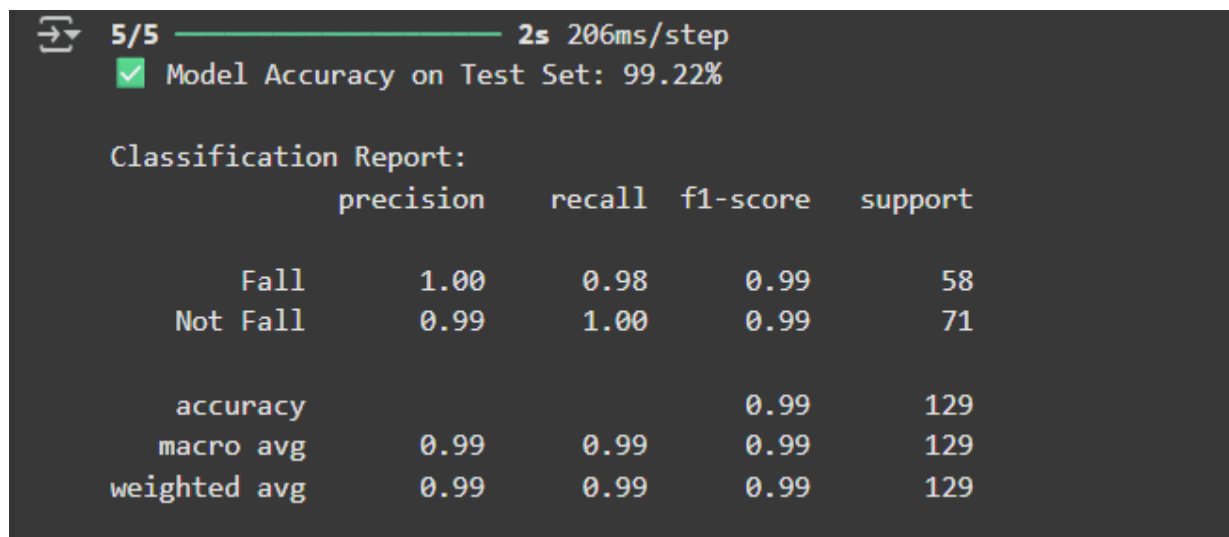 5/5 ━━━━━━━━━━━━━━━━━━━━ 2s 206ms/step
✅ Model Accuracy on Test Set: 99.22%
Classification Report:
precision recall f1-score support
Fall 1.00 0.98 0.99 58
Not Fall 0.99 1.00 0.99 71
accuracy 0.99 129
macro avg 0.99 0.99 0.99 129
weighted avg 0.99 0.99 0.99 129